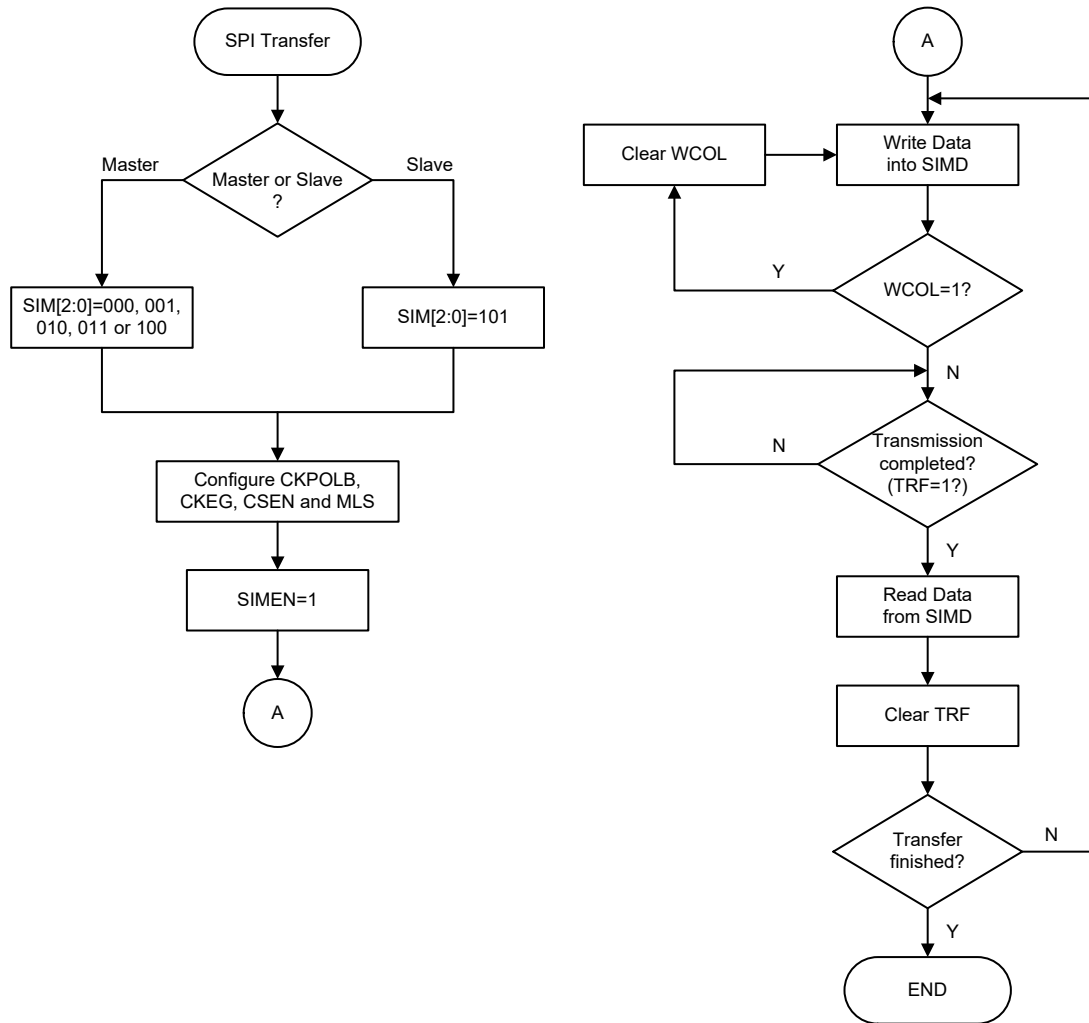 SPI Transfer
Master or Slave
?
Master
Slave
SIM[2:0]=000, 001,
010, 011 or 100
SIM[2:0]=101
Configure CKPOLB,
CKEG, CSEN and MLS
SIMEN=1
A
A
Write Data
into SIMD
Clear WCOL
WCOL=1?
Y
N
Transmission
completed?
(TRF=1?)
N
Y
Read Data
from SIMD
Clear TRF
Transfer
finished?
N
Y
END